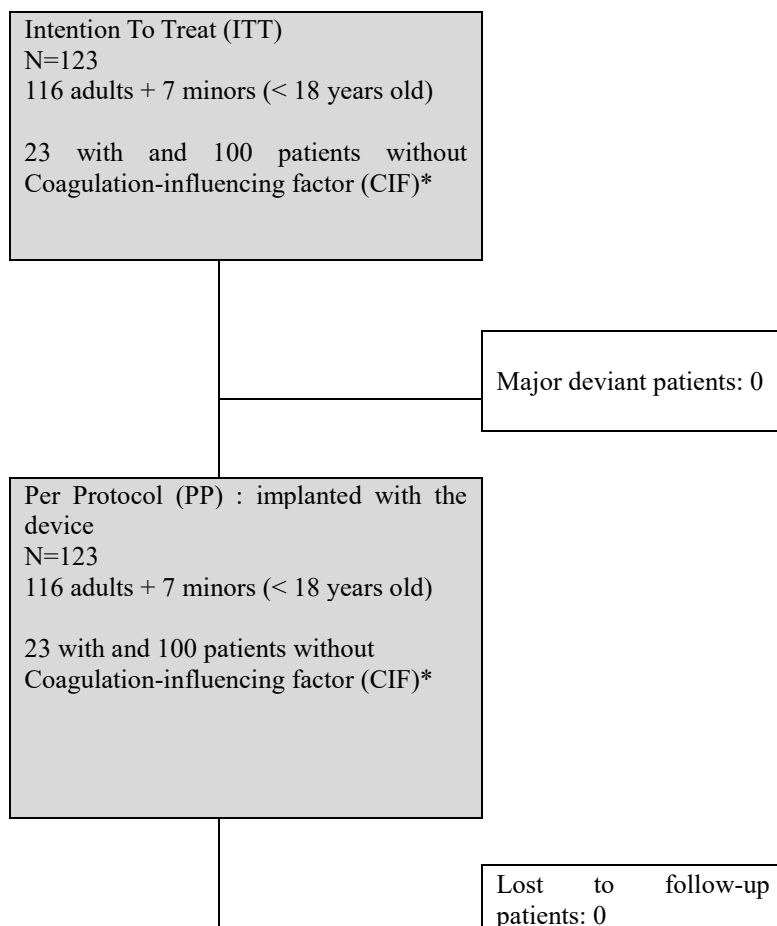 Intention To Treat (ITT)
N=123
116 adults + 7 minors (< 18 years old)
23 with and 100 patients without
Coagulation-influencing factor (CIF)*
Major deviant patients: 0
Per Protocol (PP) : implanted with the
device
N=123
116 adults + 7 minors (< 18 years old)
23 with and 100 patients without
Coagulation-influencing factor (CIF)*
Lost to follow-up
patients: 0